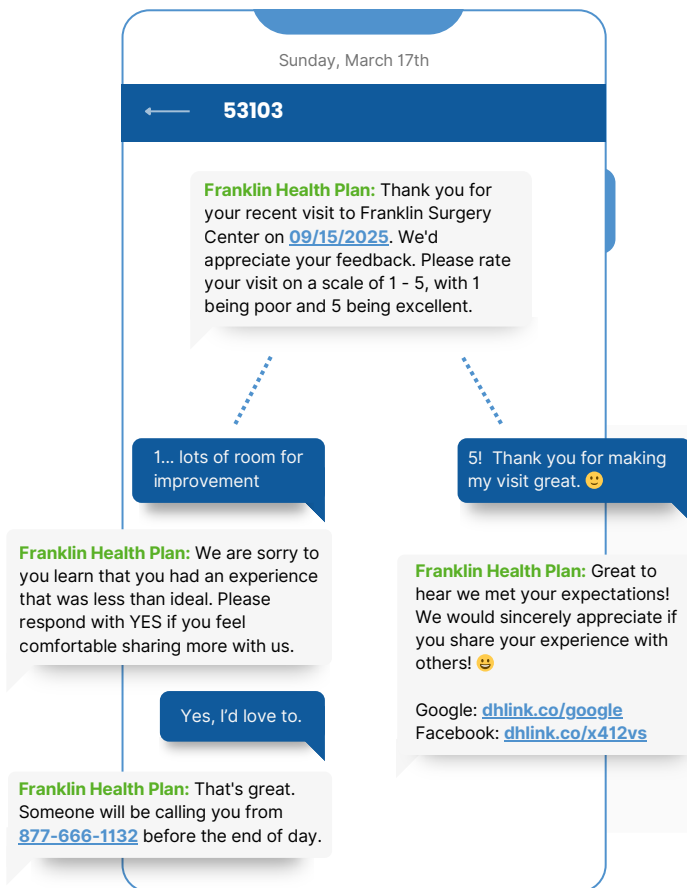 Sunday, March 17th
53103
Franklin Health Plan: Thank you for
your recent visit to Franklin Surgery
Center on 09/15/2025. We'd
appreciate your feedback. Please rate
your visit on a scale of 1 - 5, with 1
being poor and 5 being excellent.
1... lots of room for
improvement
Franklin Health Plan: We are sorry to
you learn that you had an experience
that was less than ideal. Please
respond with YES if you feel
comfortable sharing more with us.
Yes, I'd love to.
Franklin Health Plan: That's great.
Someone will be calling you from
877-666-1132 before the end of day.
5!  Thank you for making
my visit great. 🙂
Franklin Health Plan: Great to
hear we met your expectations!
We would sincerely appreciate if
you share your experience with
others! 😀
Google: dhlink.co/google
Facebook: dhlink.co/x412vs